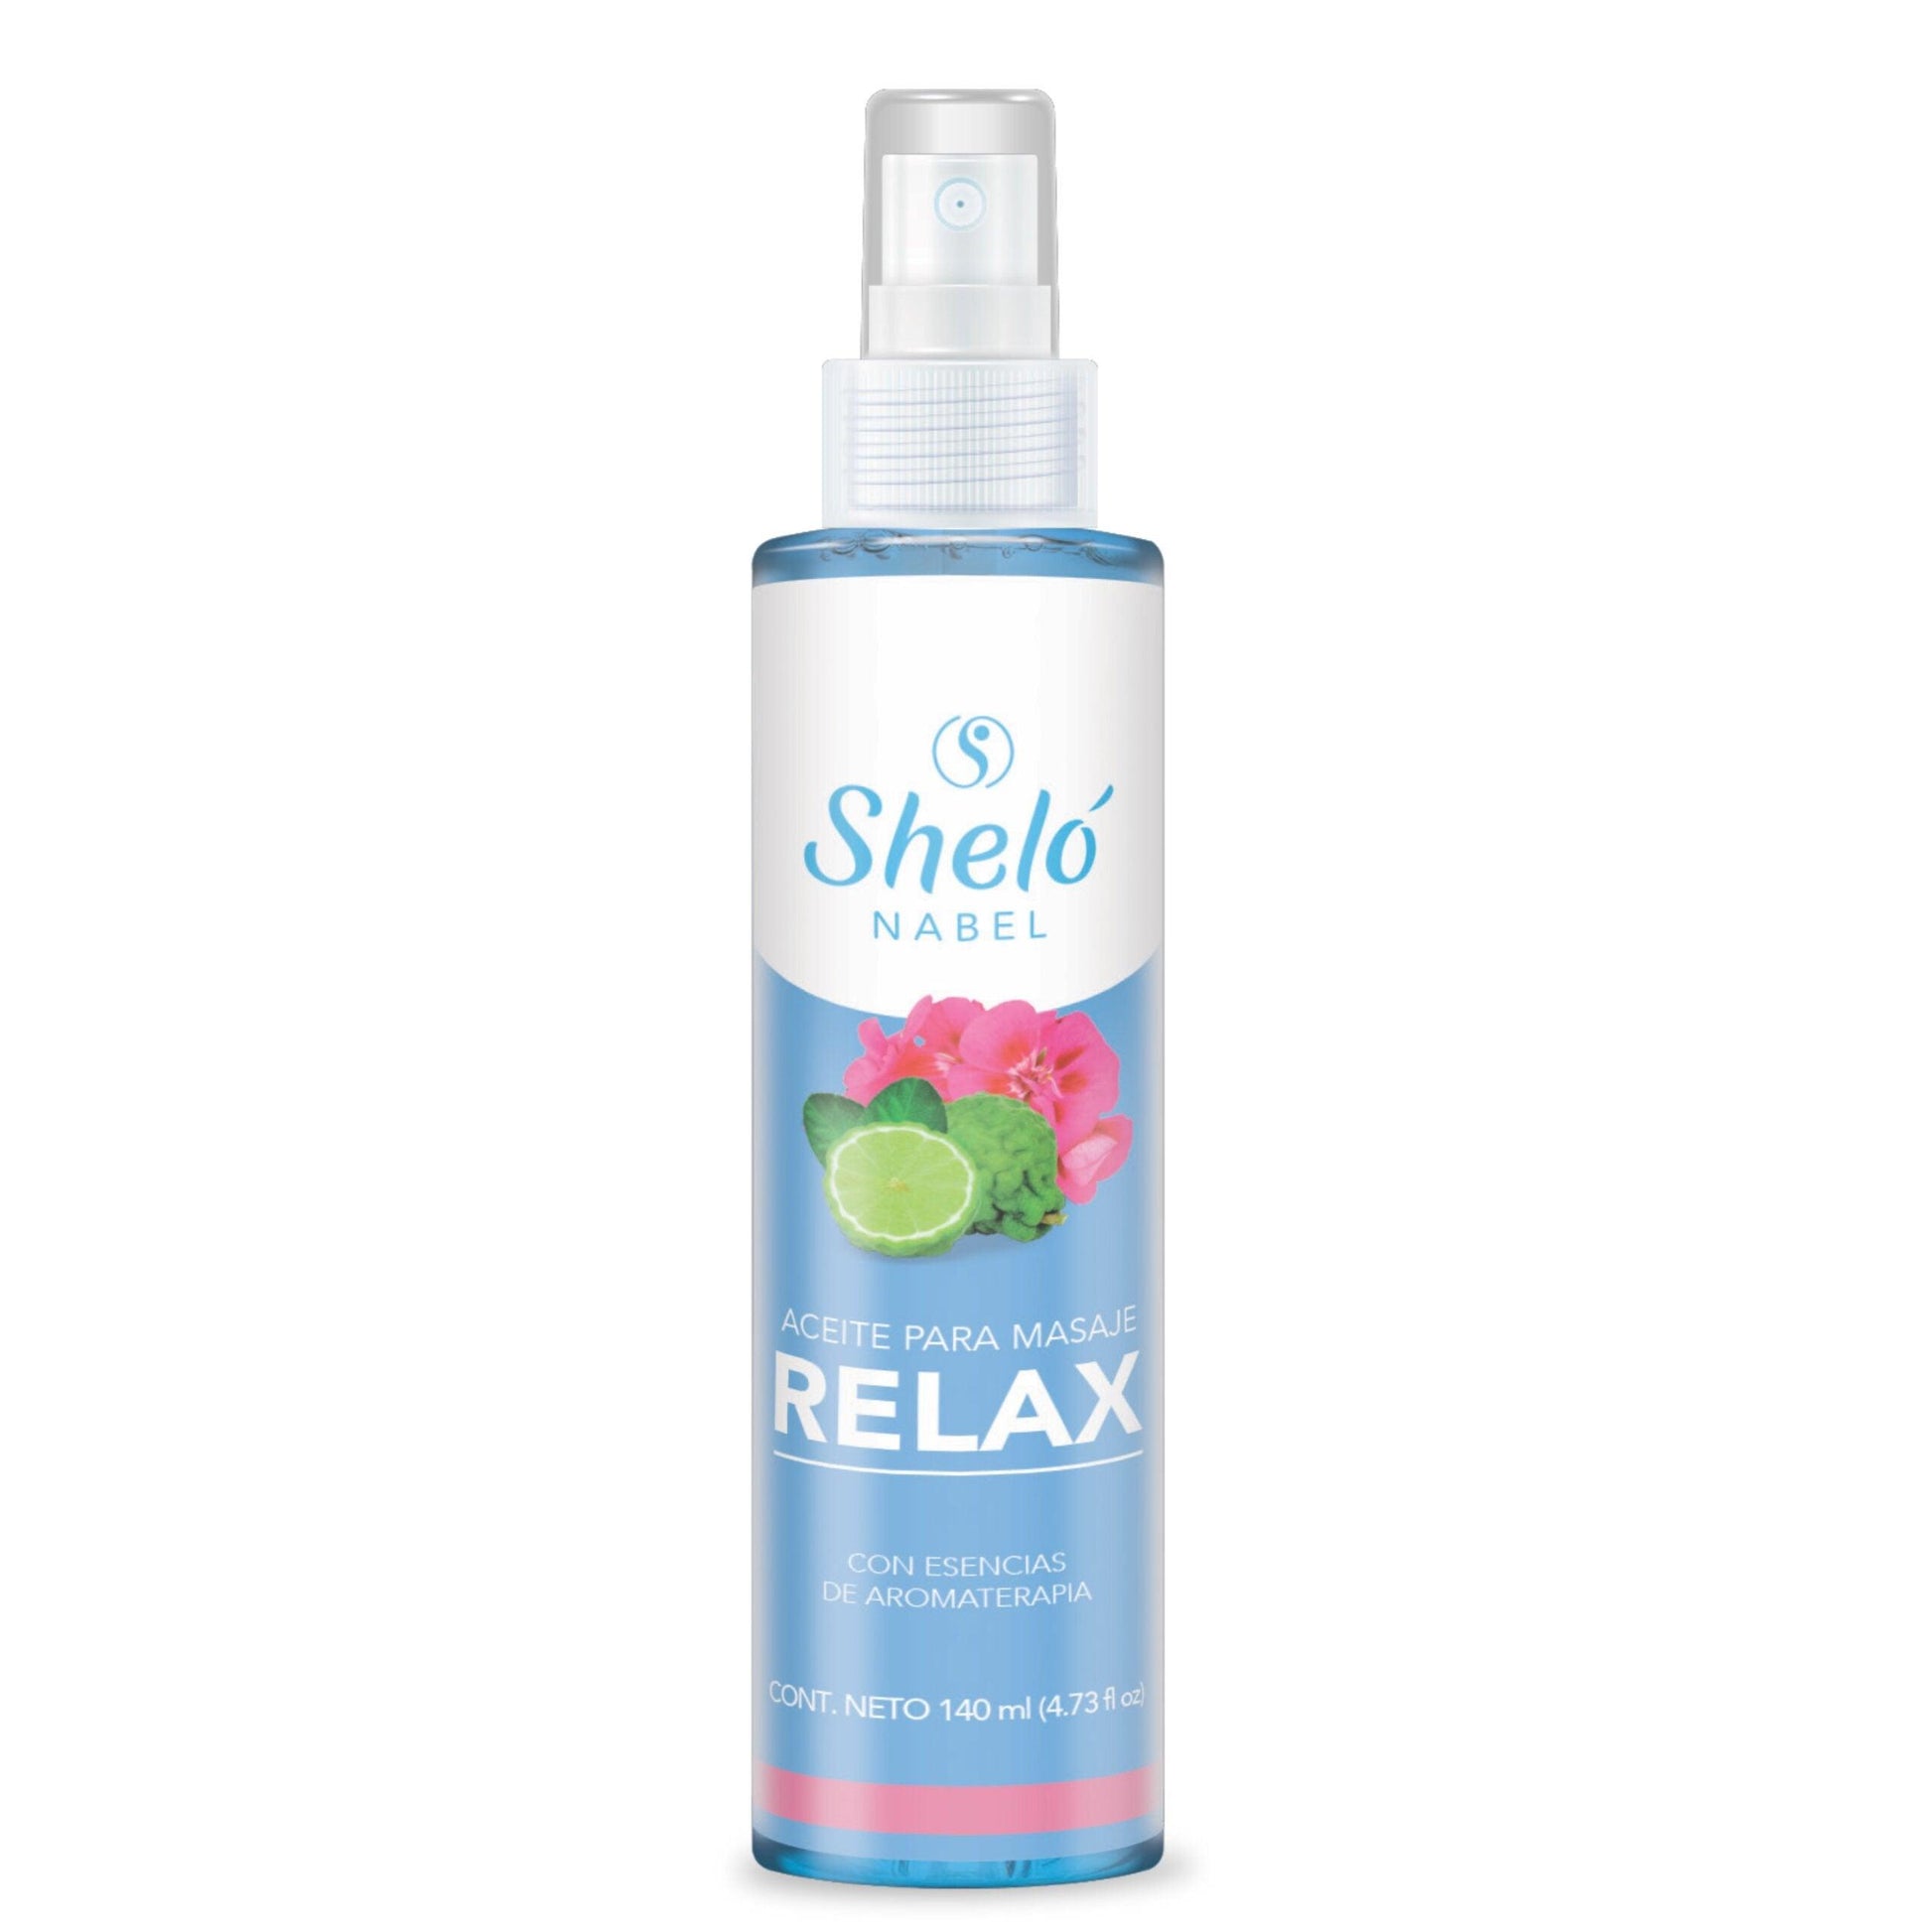 Sheló
NABEL
ACEITE PARA MASAJE
RELAX
CON ESENCIAS
DE AROMATERAPIA
CONT. NETO 140 ml (4.73 fl oz)